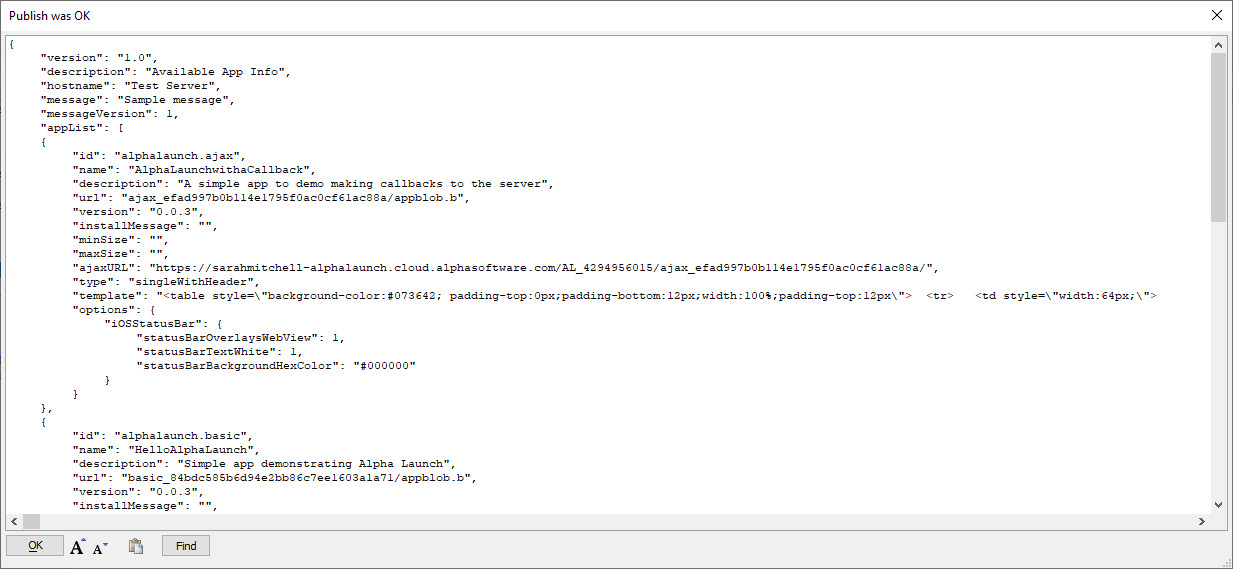 Publish was OK
{
    "version": "1.0",
    "description": "Available App Info",
    "hostname": "Test Server",
    "message": "Sample message",
    "messageVersion": 1,
    "appList": [
    {
        "id": "alphalaunch.ajax",
        "name": "AlphaLaunchwithaCallback",
        "description": "A simple app to demo making callbacks to the server",
        "url": "ajax_efad997b0b114e1795f0ac0cf61ac88a/appblob.b",
        "version": "0.0.3",
        "installMessage": "",
        "minSize": "",
        "maxSize": "",
        "ajaxURL": "https://sarahmitchell-alphalaunch.cloud.alphasoftware.com/AL_4294956015/ajax_efad997b0b114e1795f0ac0cf61ac88a/",
        "type": "singleWithHeader",
        "template": "<table style=\"background-color:#073642; padding-top:0px;padding-bottom:12px;width:100%;padding-top:12px\">  <tr>   <td style=\"width:64px;\">
        "options": {
            "iOSStatusBar": {
                "statusBarOverlaysWebView": 1,
                "statusBarTextWhite": 1,
                "statusBarBackgroundHexColor": "#000000"
            }
        }
    },
    {
        "id": "alphalaunch.basic",
        "name": "HelloAlphaLaunch",
        "description": "Simple app demonstrating Alpha Launch",
        "url": "basic_84bdc585b6d94e2bb86c7ee1603a1a71/appblob.b",
        "version": "0.0.3",
        "installMessage": "",
OK A A Find